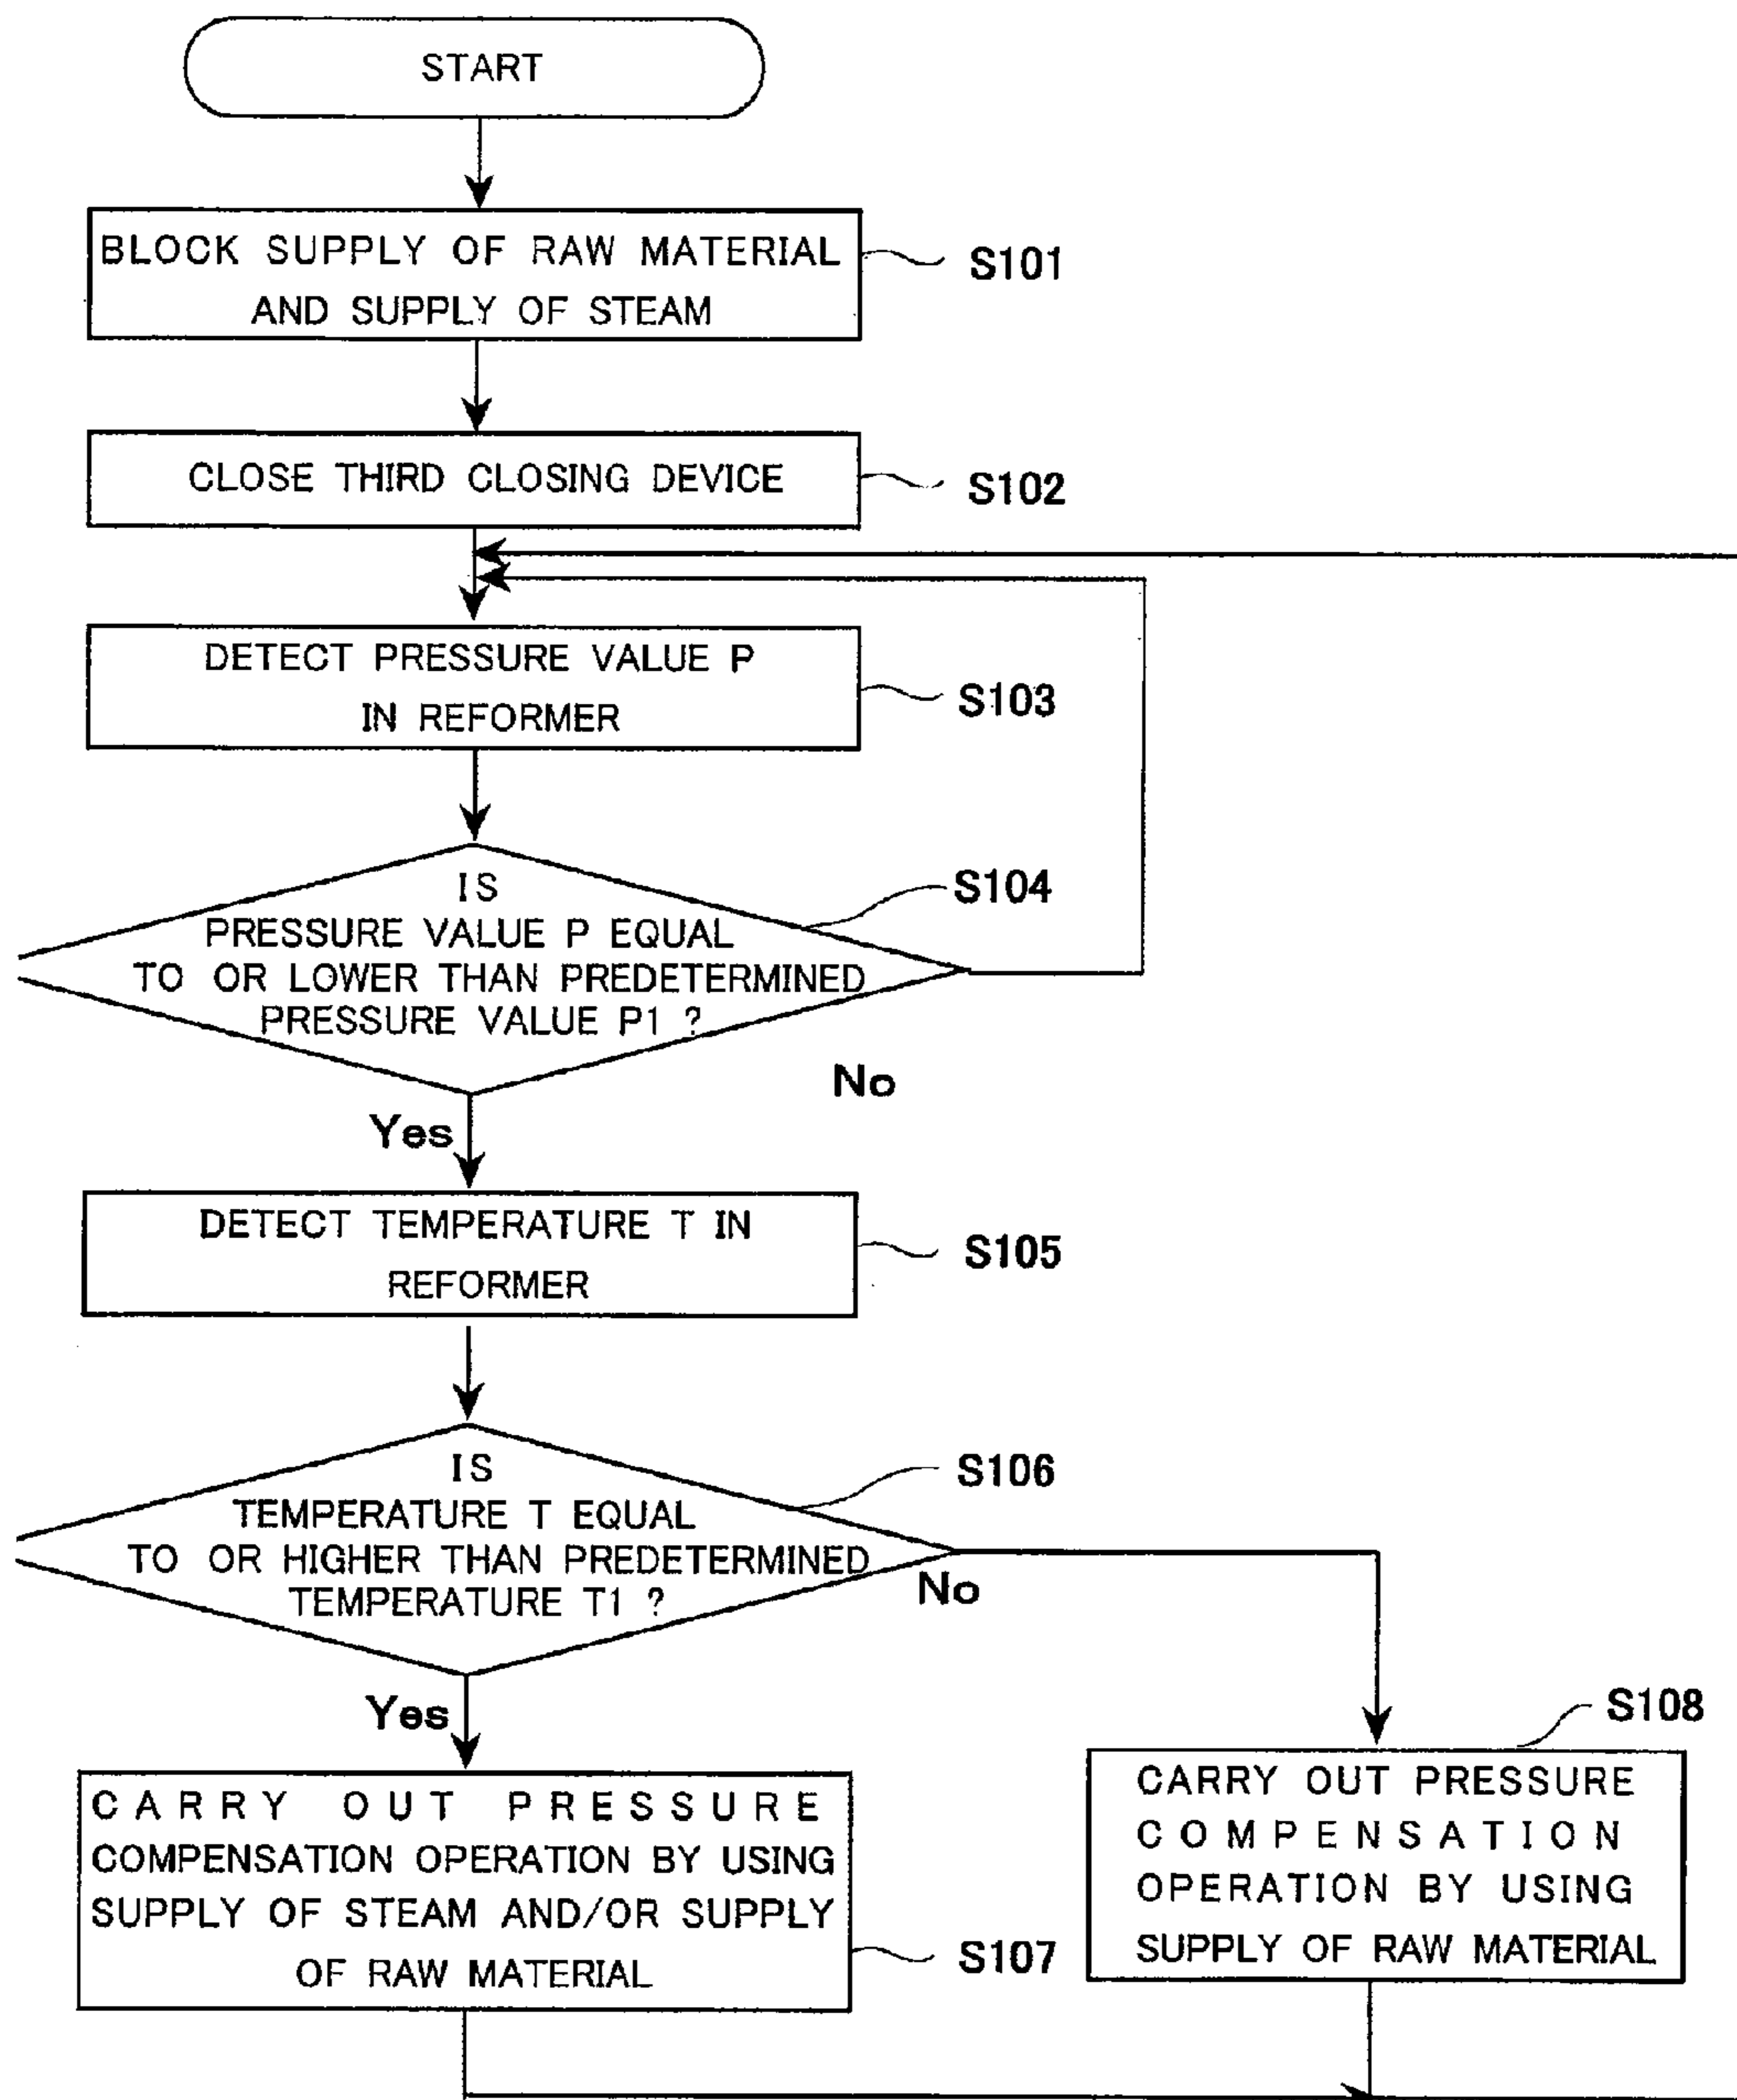 START
BLOCK SUPPLY OF RAW MATERIAL
AND SUPPLY OF STEAM
S101
CLOSE THIRD CLOSING DEVICE
S102
DETECT PRESSURE VALUE P
IN REFORMER
S103
IS
PRESSURE VALUE P EQUAL
TO OR LOWER THAN PREDETERMINED
PRESSURE VALUE P1 ?
S104
No
Yes
DETECT TEMPERATURE T IN
REFORMER
S105
IS
TEMPERATURE T EQUAL
TO OR HIGHER THAN PREDETERMINED
TEMPERATURE T1 ?
S106
No
Yes
CARRY OUT PRESSURE
COMPENSATION OPERATION BY USING
SUPPLY OF STEAM AND/OR SUPPLY
OF RAW MATERIAL
S107
S108
CARRY OUT PRESSURE
COMPENSATION
OPERATION BY USING
SUPPLY OF RAW MATERIAL